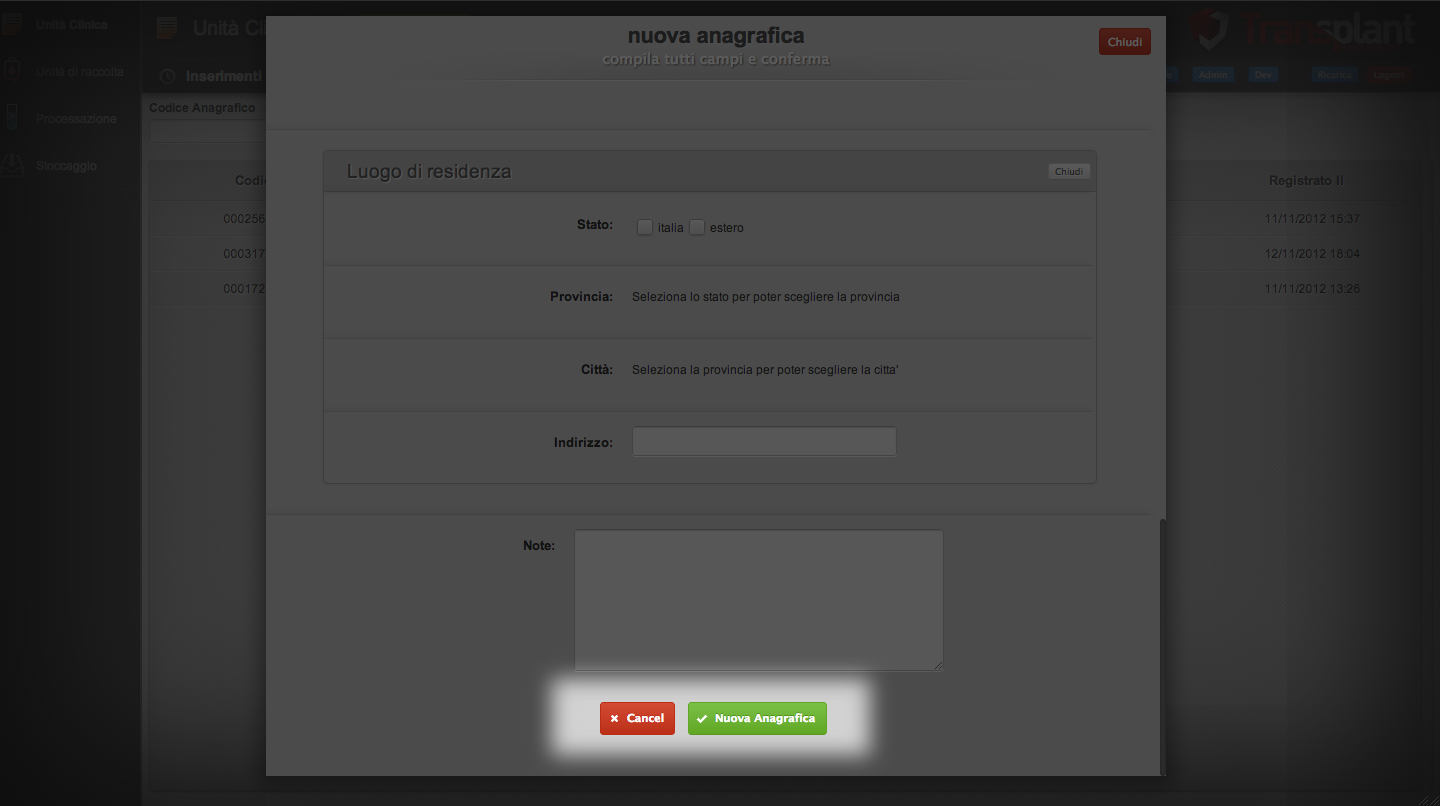 Unità Clinica
Unità di raccolta
Processazione
Stoccaggio
Unità Cli
Inserimenti
Transplant
Admin
Dev
Ricarica
Logout
Codice Anagrafico
Codi
Registrato Il
000256
11/11/2012 15:37
000317
12/11/2012 18:04
000172
11/11/2012 13:26
nuova anagrafica
Chiudi
compila tutti campi e conferma
Luogo di residenza
Chiudi
Stato: italia estero
Provincia: Seleziona lo stato per poter scegliere la provincia
Città: Seleziona la provincia per poter scegliere la citta'
Indirizzo:
Note:
Cancel
Nuova Anagrafica